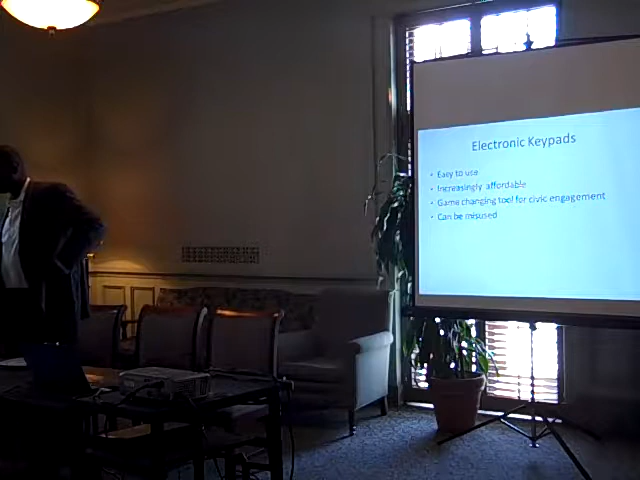 Electronic Keypads
• Easy to use
• Increasingly affordable
• Game changing tool for civic engagement
• Can be misused